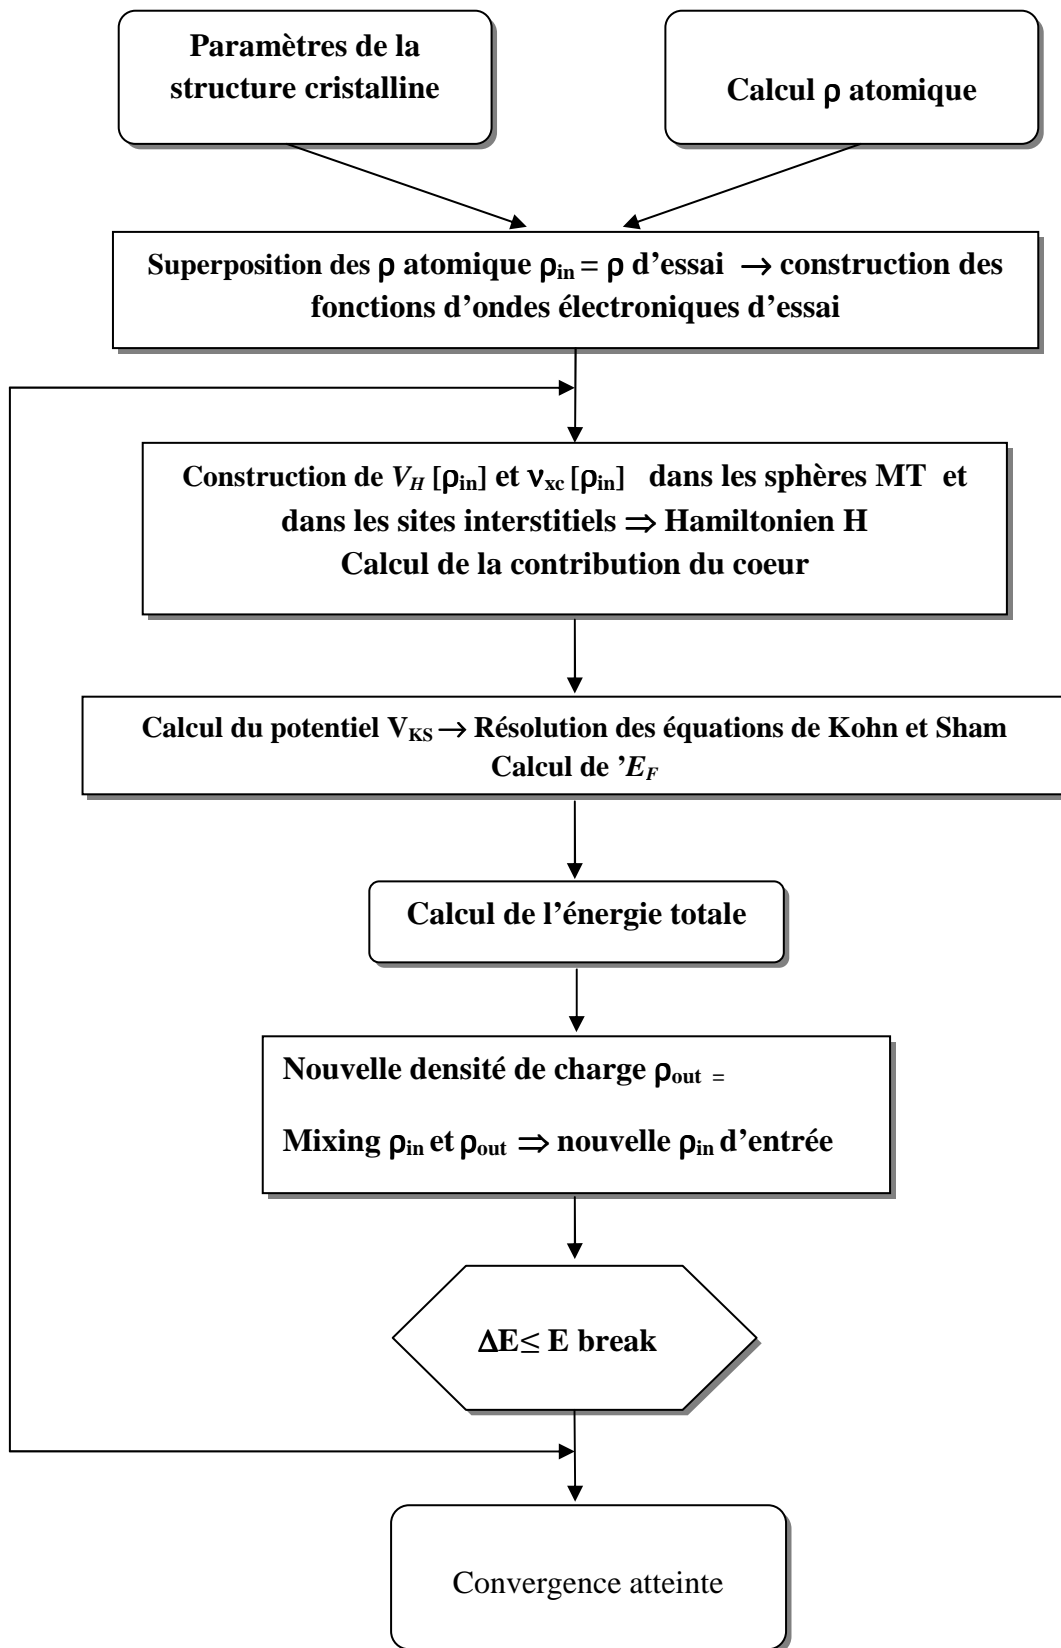 Paramètres de la
structure cristalline
Calcul ρ atomique
Superposition des ρ atomique ρin = ρ d’essai → construction des
fonctions d’ondes électroniques d’essai
Construction de VH [ρin] et νxc [ρin] dans les sphères MT et
dans les sites interstitiels ⇒ Hamiltonien H
Calcul de la contribution du coeur
Calcul du potentiel VKS → Résolution des équations de Kohn et Sham
Calcul de ’EF
Calcul de l’énergie totale
Nouvelle densité de charge ρout =
Mixing ρin et ρout ⇒ nouvelle ρin d’entrée
ΔE≤ E break
Convergence atteinte